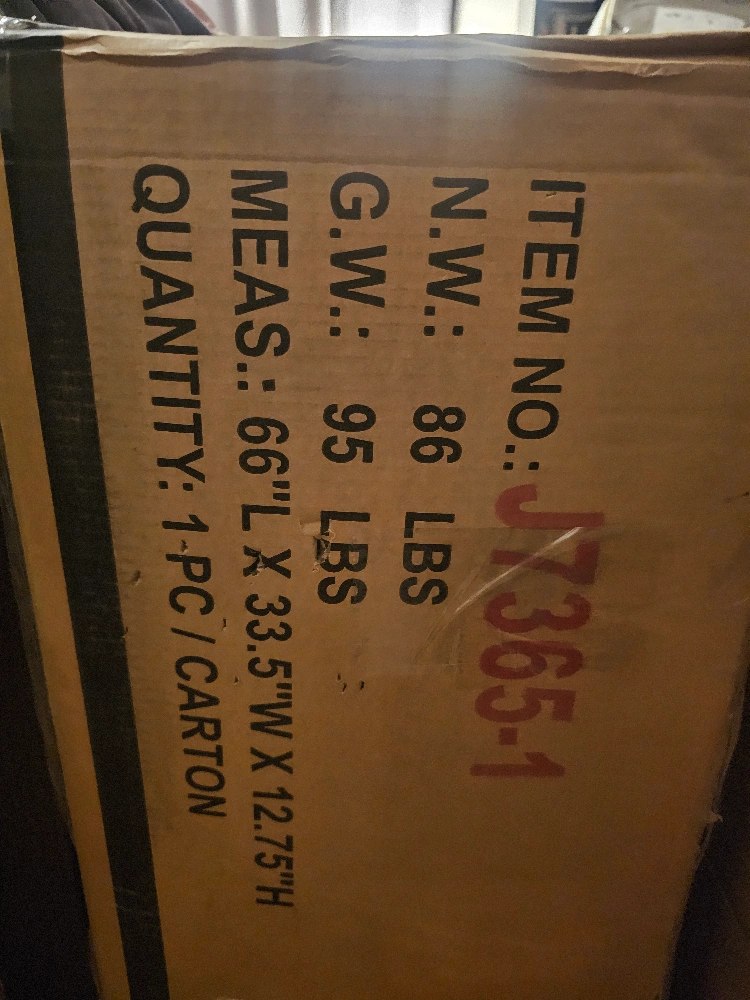 ITEM NO.: J7365-1
N.W.: 86 LBS
G.W.: 95 LBS
MEAS.: 66"L X 33.5"W X 12.75"H
QUANTITY: 1 PC / CARTON